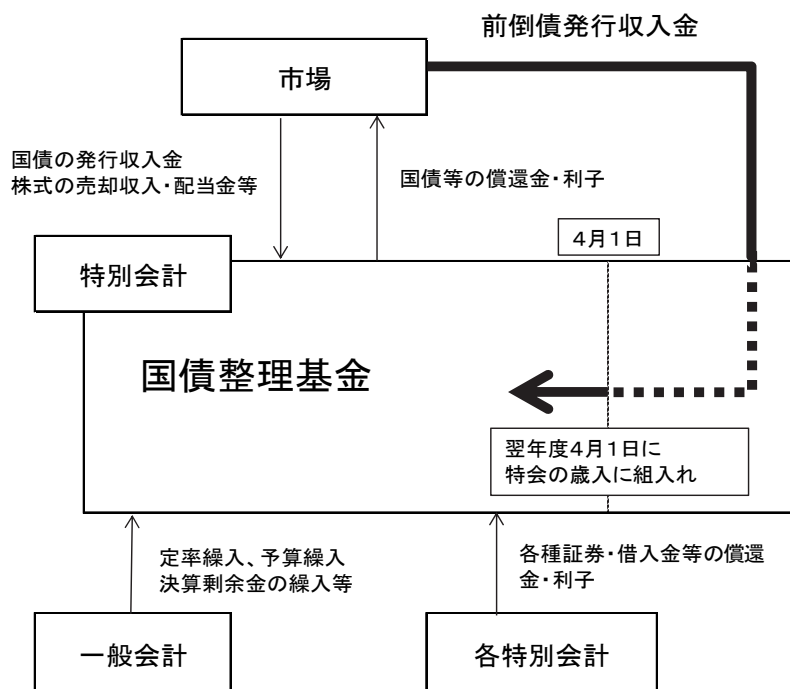 前倒債発行収入金
市場
国債の発行収入金
株式の売却収入・配当金等
国債等の償還金・利子
4月1日
特別会計
国債整理基金
翌年度4月1日に
特会の歳入に組入れ
定率繰入、予算繰入
決算剰余金の繰入等
各種証券・借入金等の償還
金・利子
一般会計
各特別会計